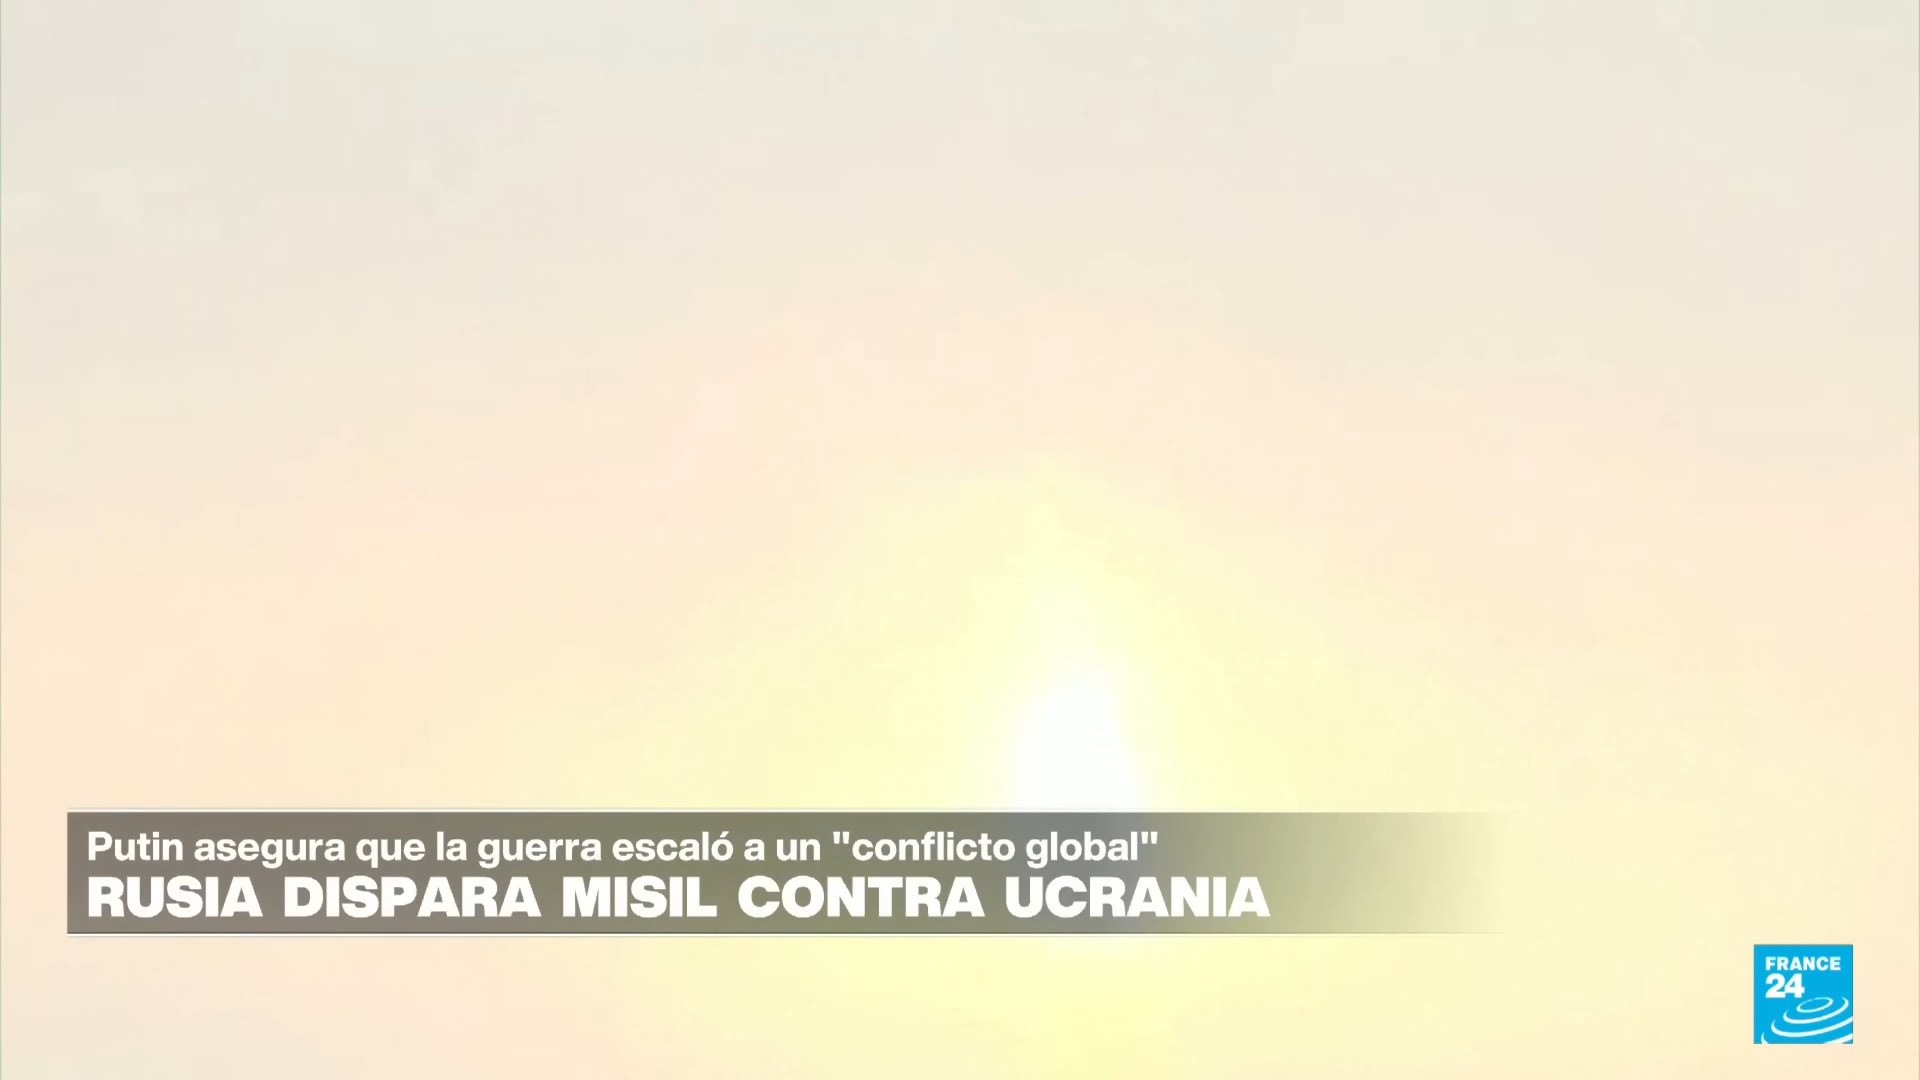 Putin asegura que la guerra escaló a un "conflicto global"
RUSIA DISPARA MISIL CONTRA UCRANIA
FRANCE
24